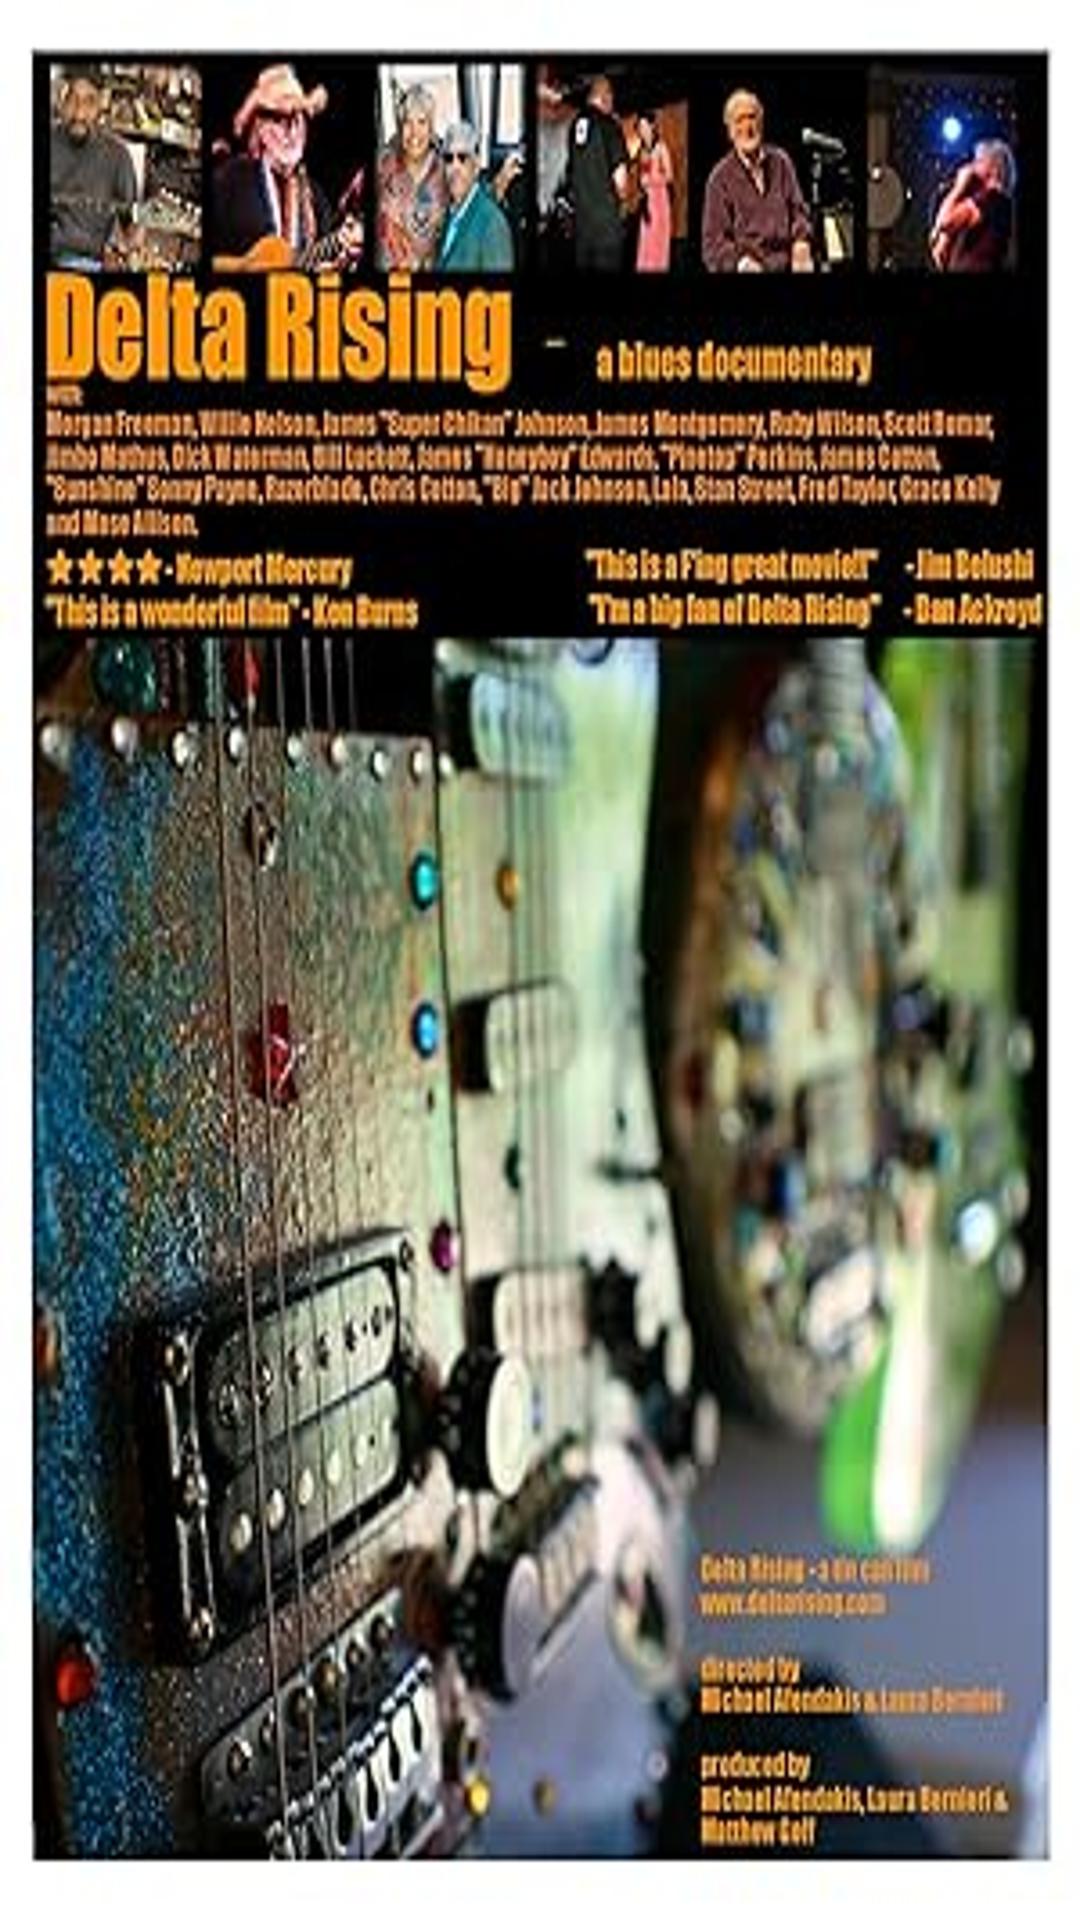 Delta Rising - a blues documentary
WITH:
Morgan Freeman, Willie Nelson, James "Super Chikan" Johnson, James Montgomery, Ruby Wilson, Scott Bomar,
Jimbo Mathus, Dick Waterman, Bill Luckett, James "Honeyboy" Edwards, "Pinetop" Perkins, James Cotton,
"Sunshine" Sonny Payne, Razorblade, Chris Cotton, "Big" Jack Johnson, Lala, Stan Street, Fred Taylor, Grace Kelly
and Mose Allison.
★★★★ - Newport Mercury
"This is a wonderful film" - Ken Burns
"This is a F'ing great movie!!" - Jim Belushi
"I'm a big fan of Delta Rising" - Dan Ackroyd
Delta Rising - a film
www.deltarising.com
directed by
Michael Afendakis & Laura Bernieri
produced by
Michael Afendakis, Laura Bernieri &
Matthew Goff